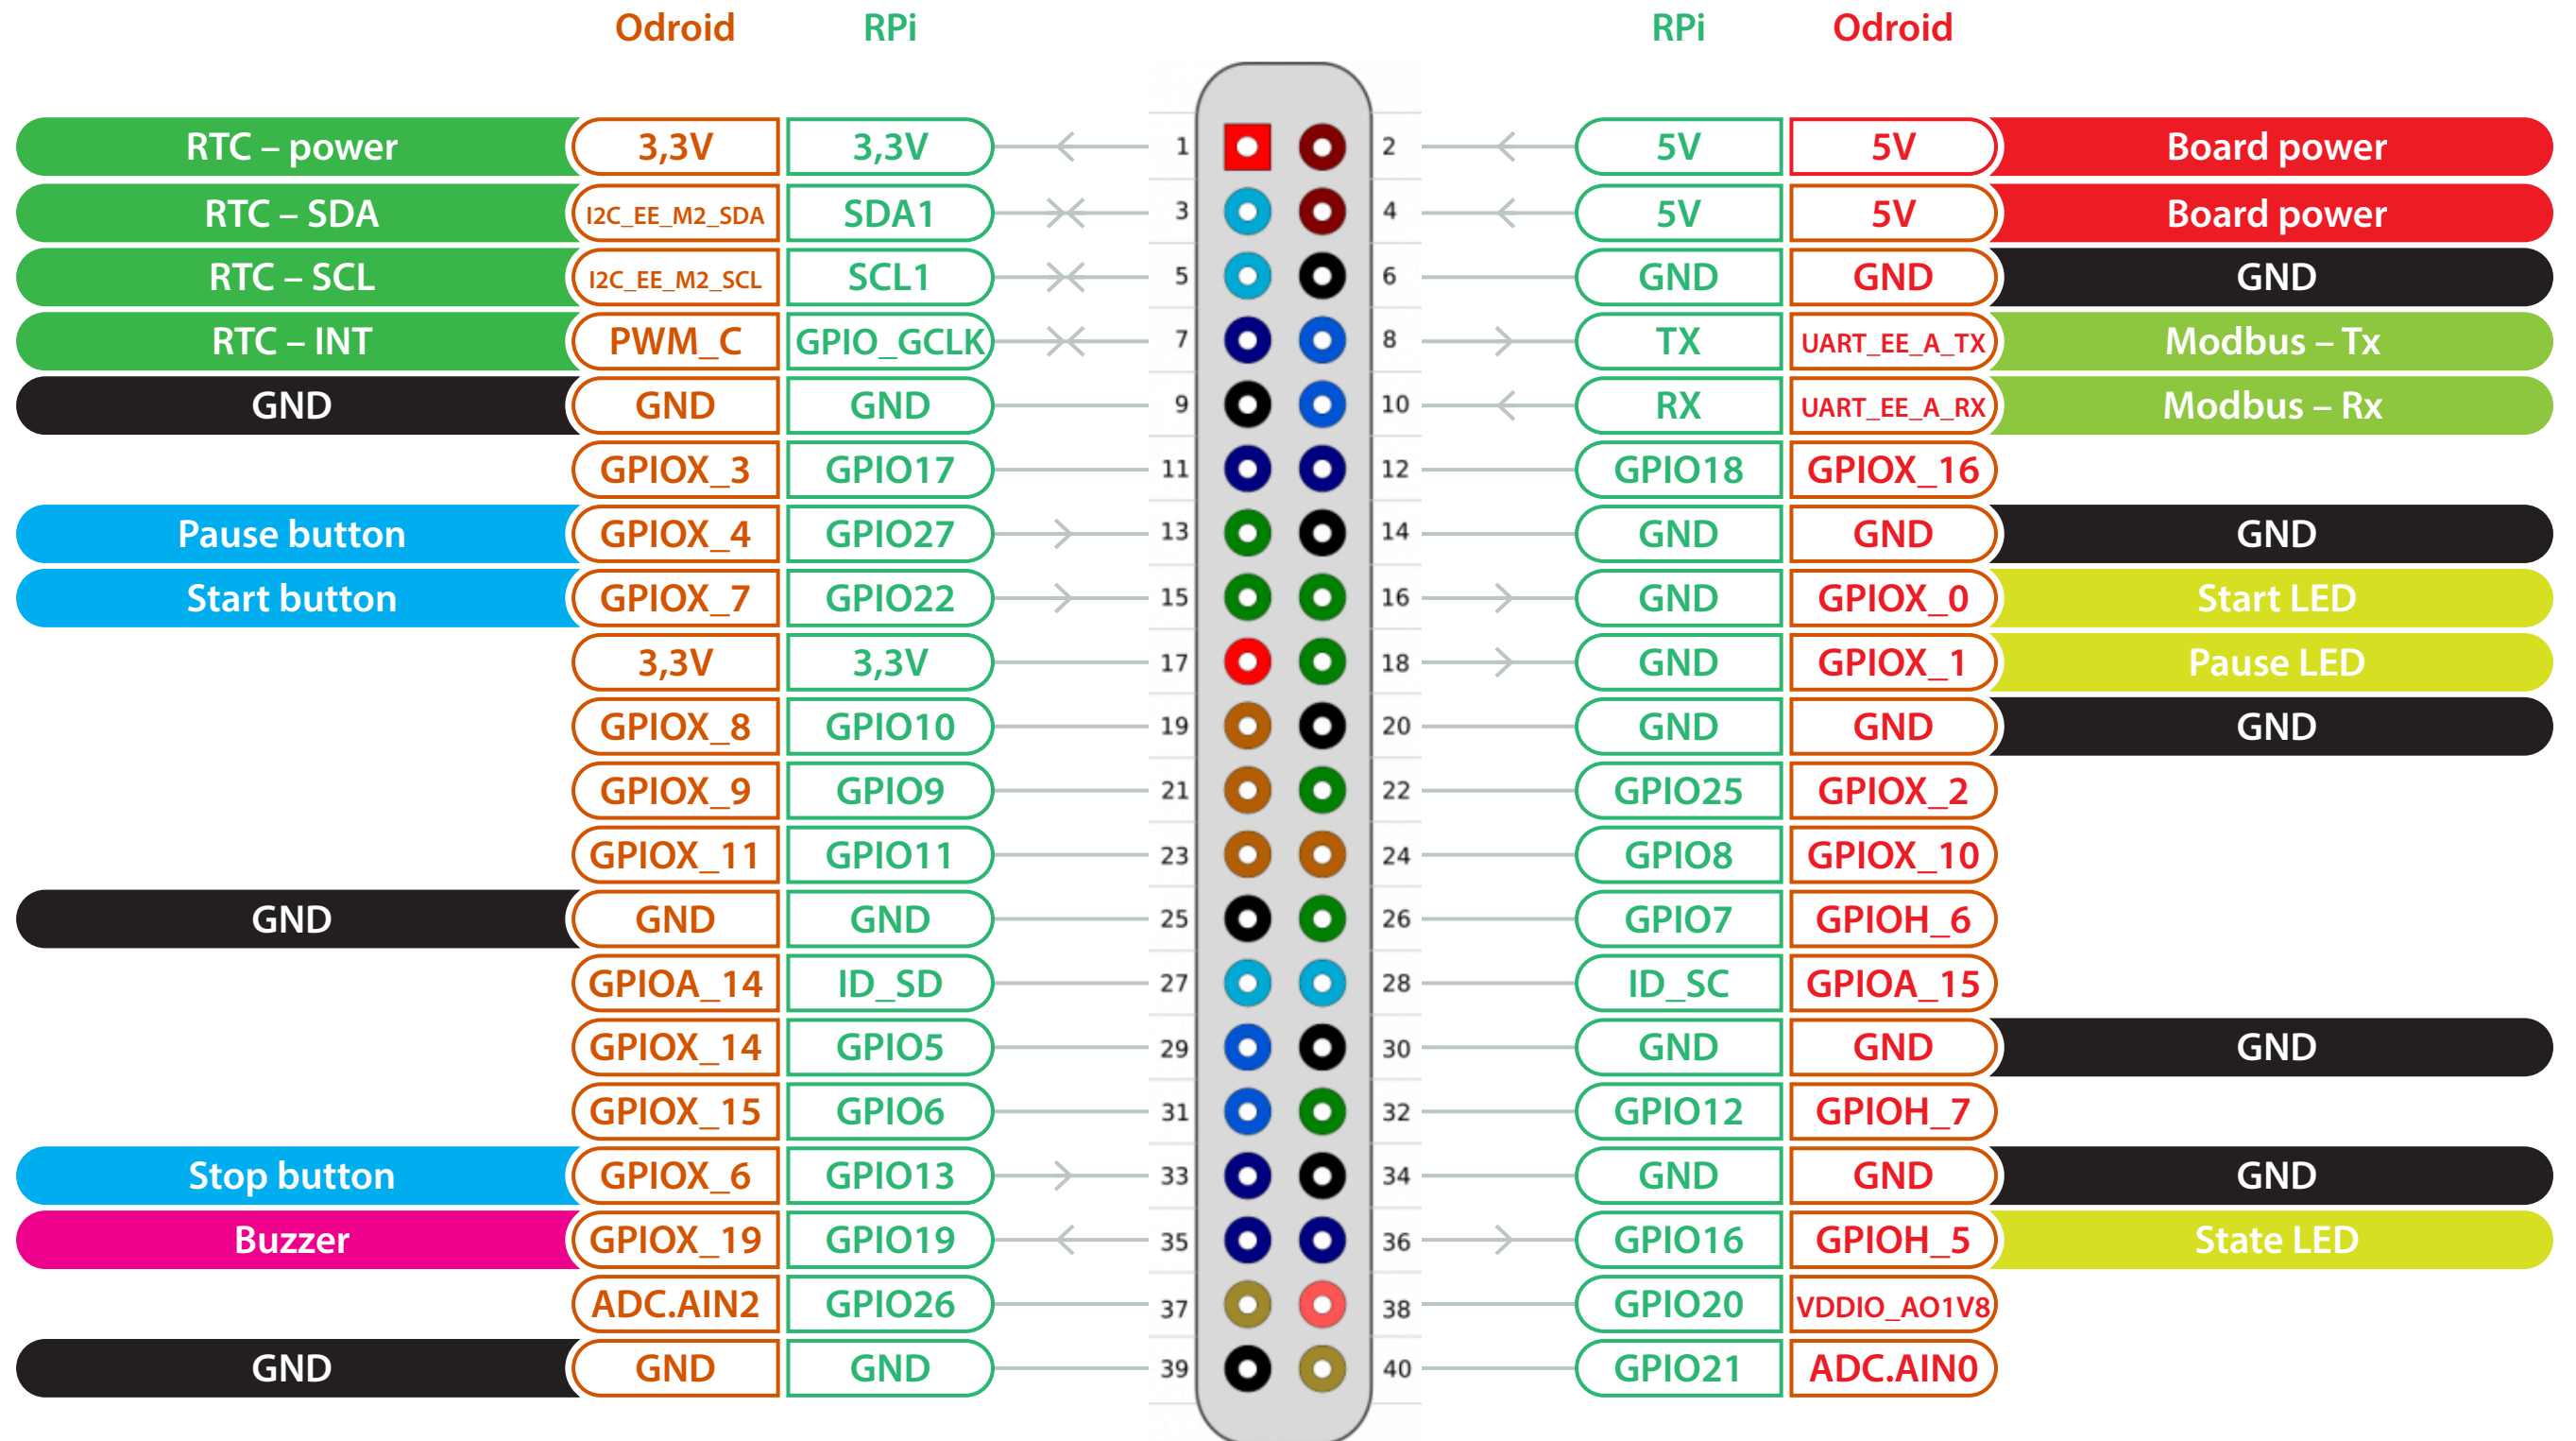 Odroid RPi RPi Odroid
RTC – power 3,3V 3,3V 1 2 5V 5V Board power
RTC – SDA I2C_EE_M2_SDA SDA1 3 4 5V 5V Board power
RTC – SCL I2C_EE_M2_SCL SCL1 5 6 GND GND GND
RTC – INT PWM_C GPIO_GCLK 7 8 TX UART_EE_A_TX Modbus – Tx
GND GND GND 9 10 RX UART_EE_A_RX Modbus – Rx
GPIOX_3 GPIO17 11 12 GPIO18 GPIOX_16
Pause button GPIOX_4 GPIO27 13 14 GND GND GND
Start button GPIOX_7 GPIO22 15 16 GND GPIOX_0 Start LED
3,3V 3,3V 17 18 GND GPIOX_1 Pause LED
GPIOX_8 GPIO10 19 20 GND GND GND
GPIOX_9 GPIO9 21 22 GPIO25 GPIOX_2
GPIOX_11 GPIO11 23 24 GPIO8 GPIOX_10
GND GND GND 25 26 GPIO7 GPIOH_6
GPIOA_14 ID_SD 27 28 ID_SC GPIOA_15
GPIOX_14 GPIO5 29 30 GND GND GND
GPIOX_15 GPIO6 31 32 GPIO12 GPIOH_7
Stop button GPIOX_6 GPIO13 33 34 GND GND GND
Buzzer GPIOX_19 GPIO19 35 36 GPIO16 GPIOH_5 State LED
ADC.AIN2 GPIO26 37 38 GPIO20 VDDIO_AO1V8
GND GND GND 39 40 GPIO21 ADC.AIN0